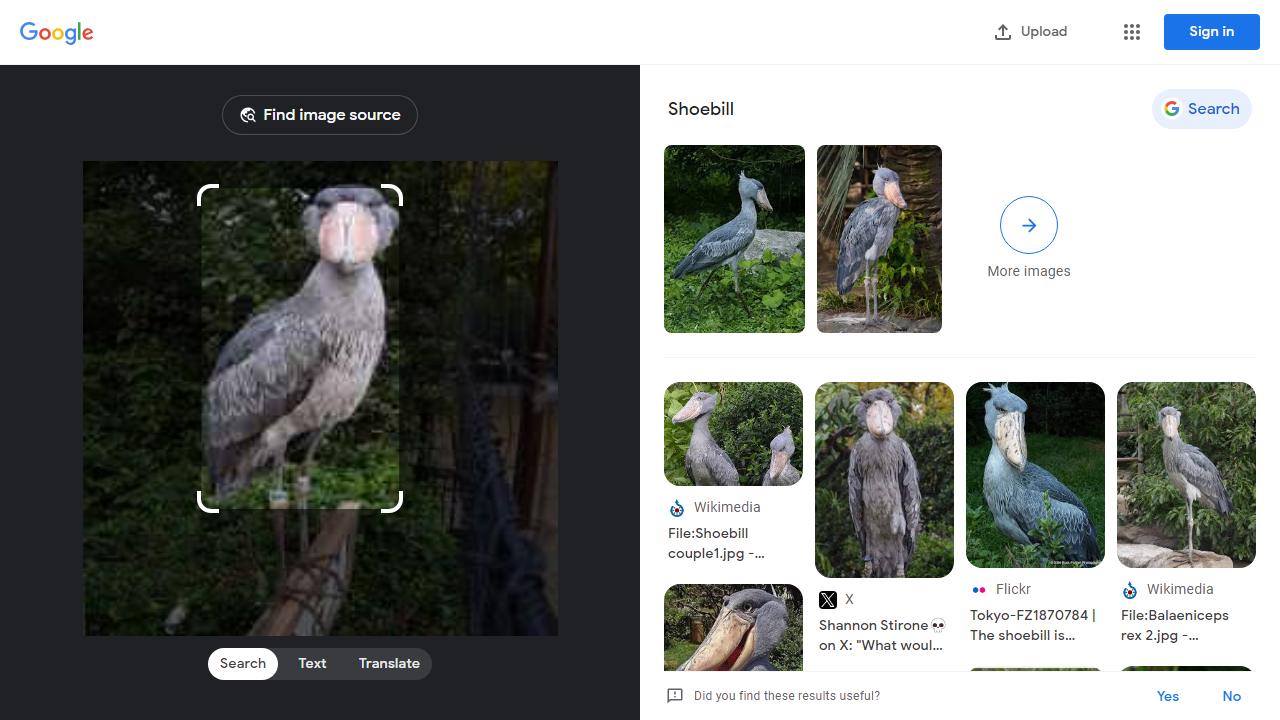 Google
Upload
Sign in
Find image source
Shoebill
Search
More images
Wikimedia
File:Shoebill
couple1.jpg -...
X
Shannon Stirone💀
on X: "What woul...
Flickr
Tokyo-FZ1870784 |
The shoebill is...
Wikimedia
File:Balaeniceps
rex 2.jpg -...
Search
Text
Translate
Did you find these results useful?
Yes
No